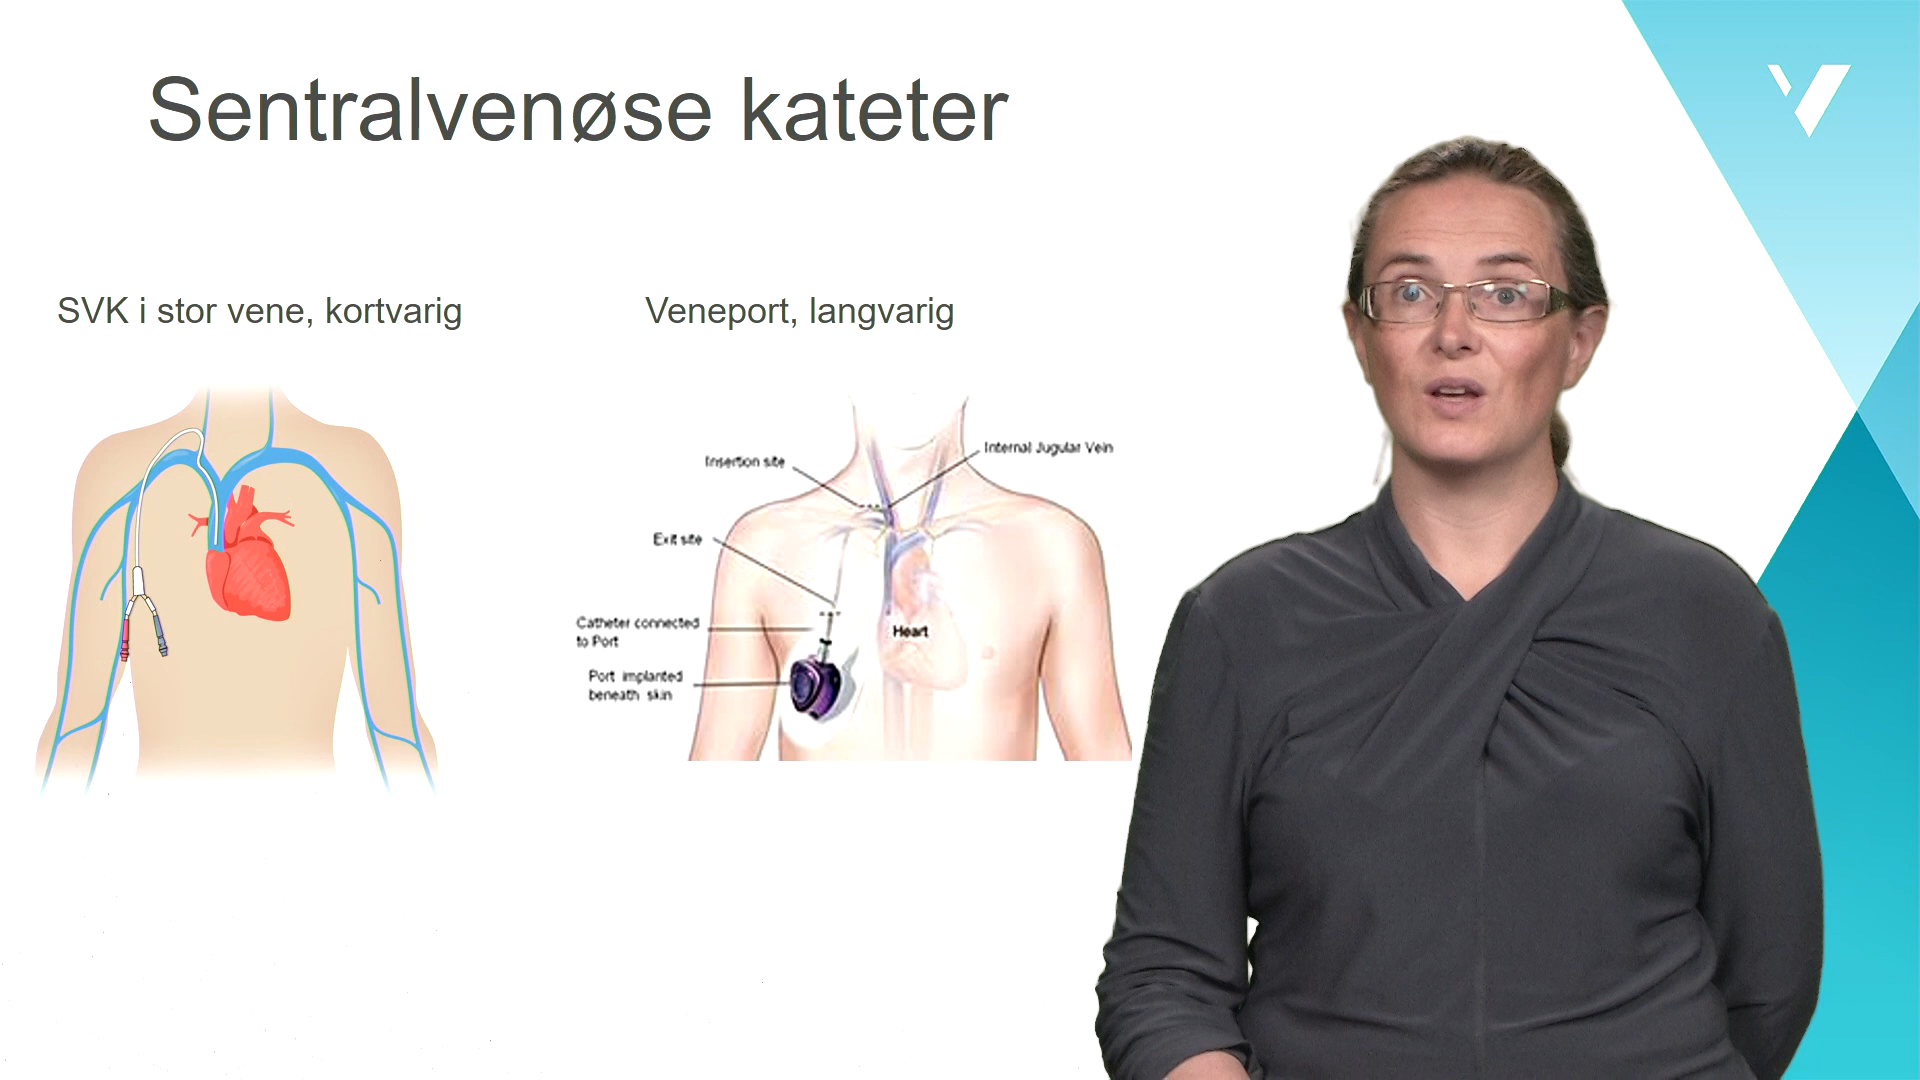 Sentralvenøse kateter
SVK i stor vene, kortvarig
Veneport, langvarig
Insertion site
Internal Jugular Vein
Exit site
Catheter connected
to Port
Heart
Port implanted
beneath skin